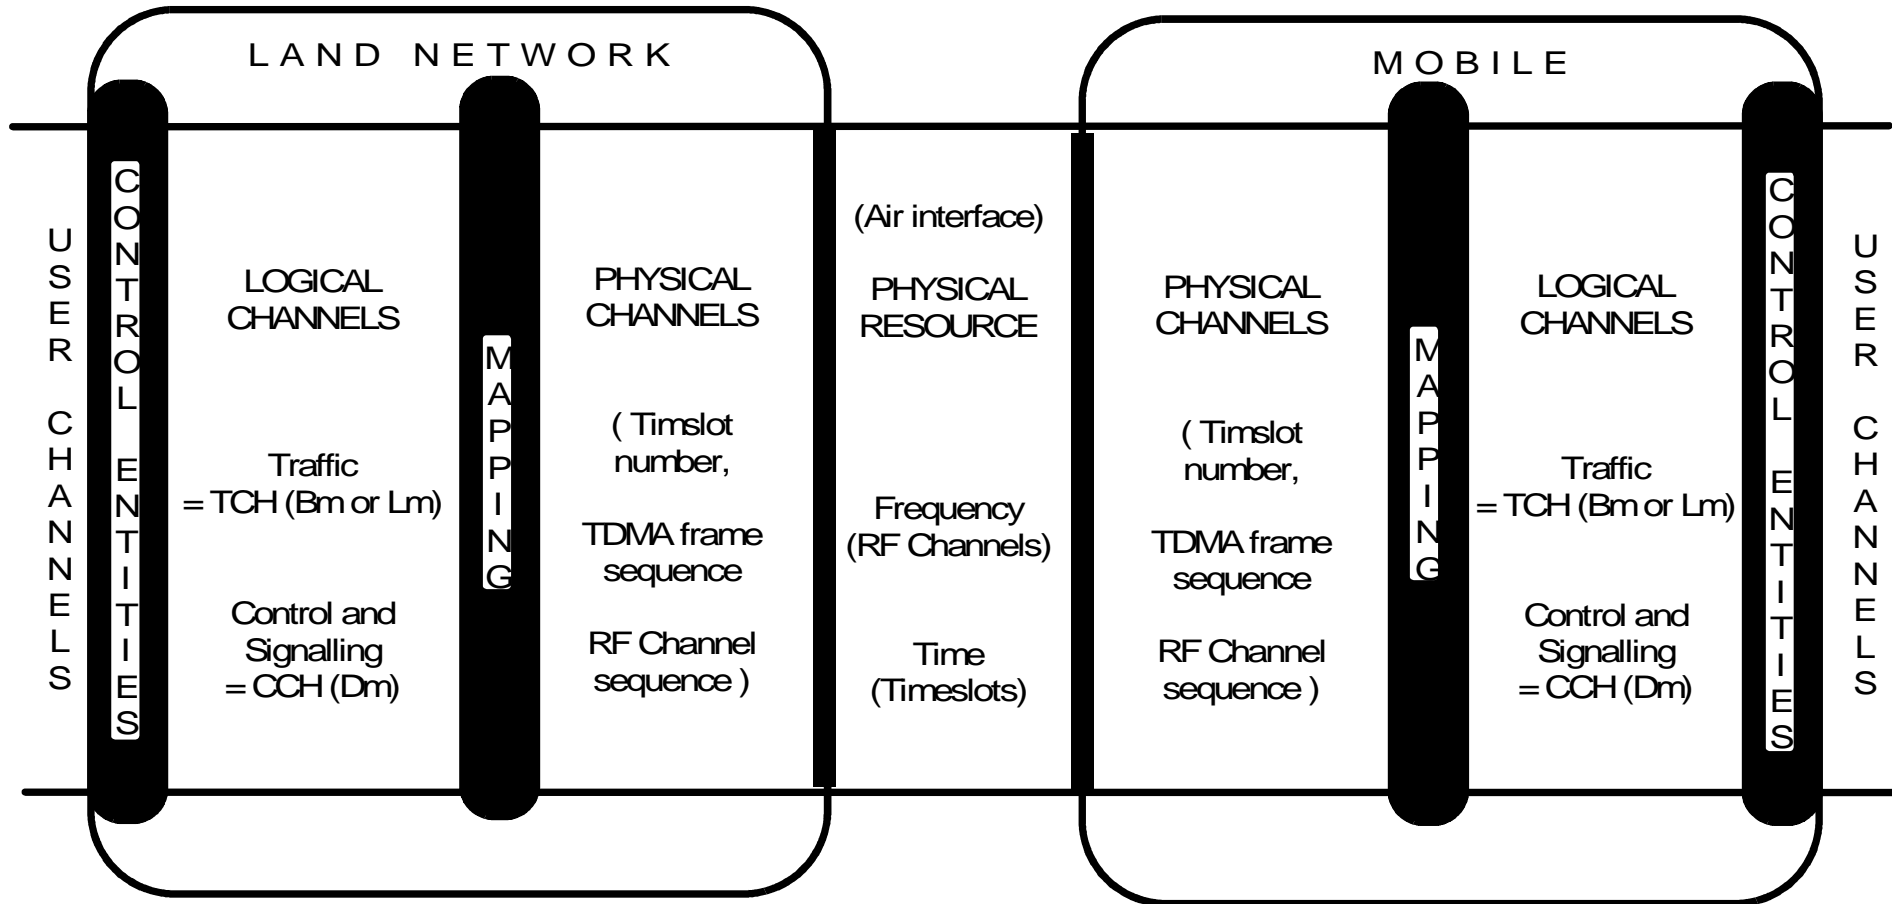 LAND NETWORK
MOBILE
USER CHANNELS
CONTROL ENTITIES
LOGICAL
CHANNELS
Traffic
= TCH (Bm or Lm)
Control and
Signalling
= CCH (Dm)
MAPPING
PHYSICAL
CHANNELS
( Timslot
number,
TDMA frame
sequence
RF Channel
sequence )
(Air interface)
PHYSICAL
RESOURCE
Frequency
(RF Channels)
Time
(Timeslots)
PHYSICAL
CHANNELS
( Timslot
number,
TDMA frame
sequence
RF Channel
sequence )
MAPPING
LOGICAL
CHANNELS
Traffic
= TCH (Bm or Lm)
Control and
Signalling
= CCH (Dm)
CONTROL ENTITIES
USER CHANNELS